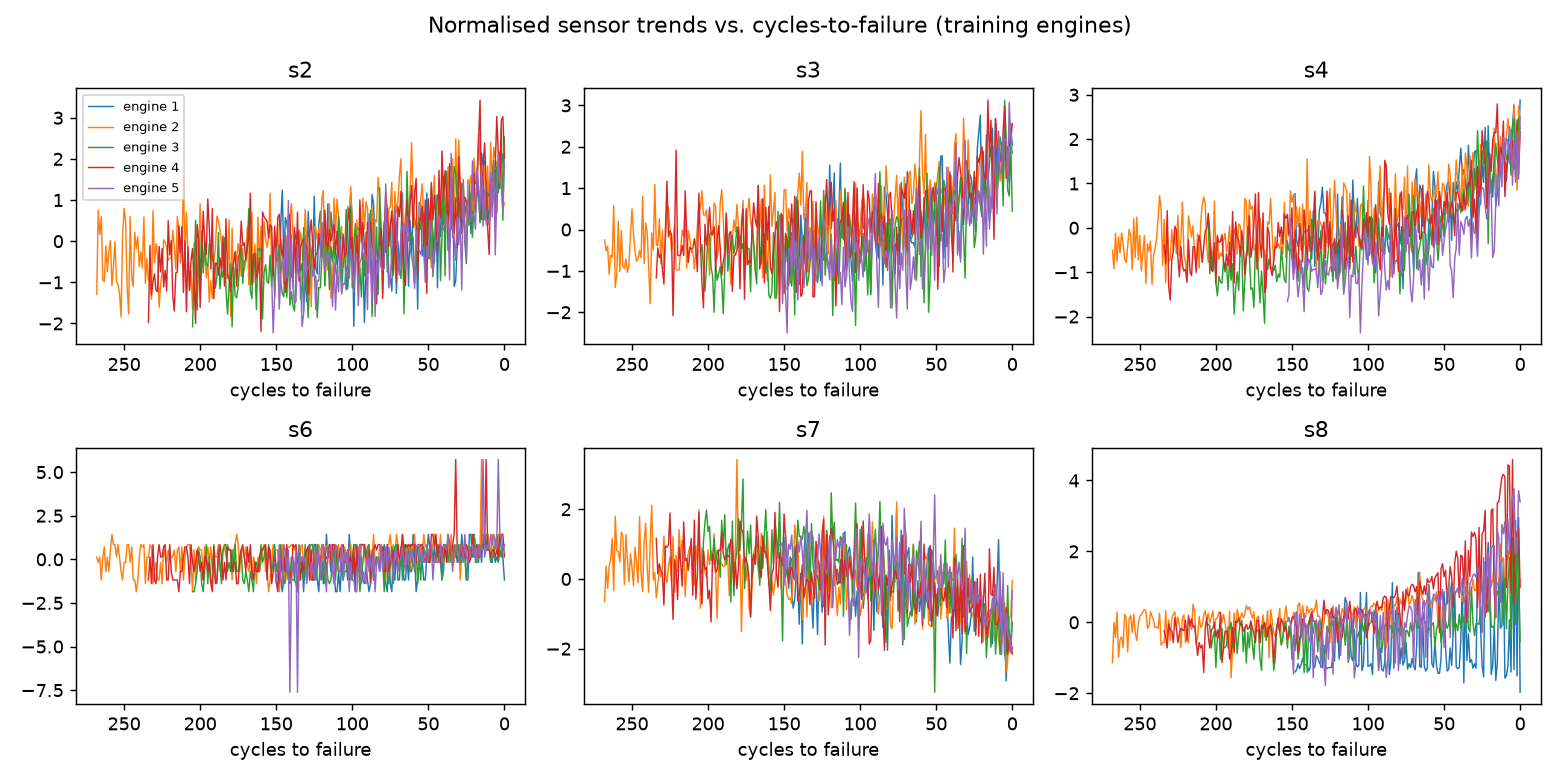 Normalised sensor trends vs. cycles-to-failure (training engines)
s2
s3
s4
engine 1
engine 2
engine 3
engine 4
engine 5
3
2
1
0
−1
−2
3
2
1
0
−1
−2
3
2
1
0
−1
−2
250 200 150 100 50 0
250 200 150 100 50 0
250 200 150 100 50 0
cycles to failure
cycles to failure
cycles to failure
s6
s7
s8
5.0
2.5
0.0
−2.5
−5.0
−7.5
2
0
−2
4
2
0
−2
250 200 150 100 50 0
250 200 150 100 50 0
250 200 150 100 50 0
cycles to failure
cycles to failure
cycles to failure